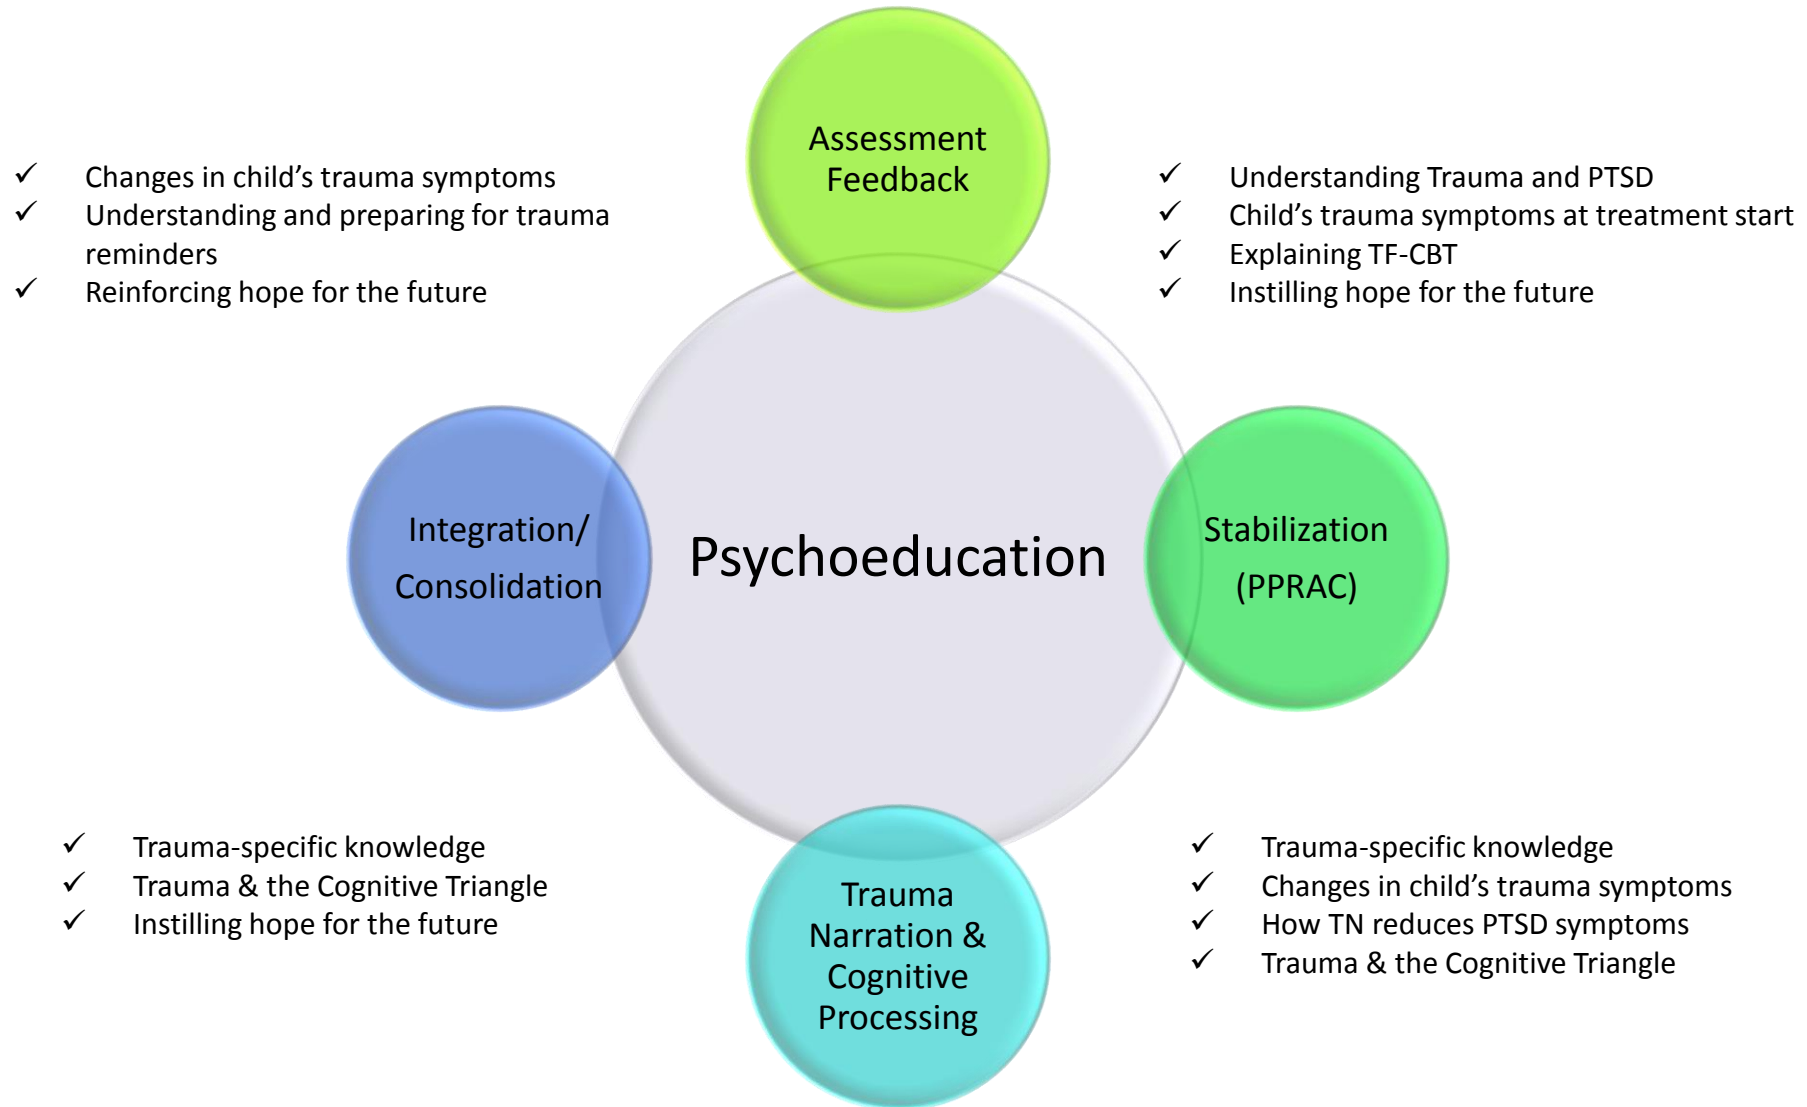 Assessment
Feedback
✓ Changes in child’s trauma symptoms
✓ Understanding and preparing for trauma
reminders
✓ Reinforcing hope for the future
✓ Understanding Trauma and PTSD
✓ Child’s trauma symptoms at treatment start
✓ Explaining TF-CBT
✓ Instilling hope for the future
Integration/
Consolidation
Psychoeducation
Stabilization
(PPRAC)
✓ Trauma-specific knowledge
✓ Trauma & the Cognitive Triangle
✓ Instilling hope for the future
Trauma
Narration &
Cognitive
Processing
✓ Trauma-specific knowledge
✓ Changes in child’s trauma symptoms
✓ How TN reduces PTSD symptoms
✓ Trauma & the Cognitive Triangle